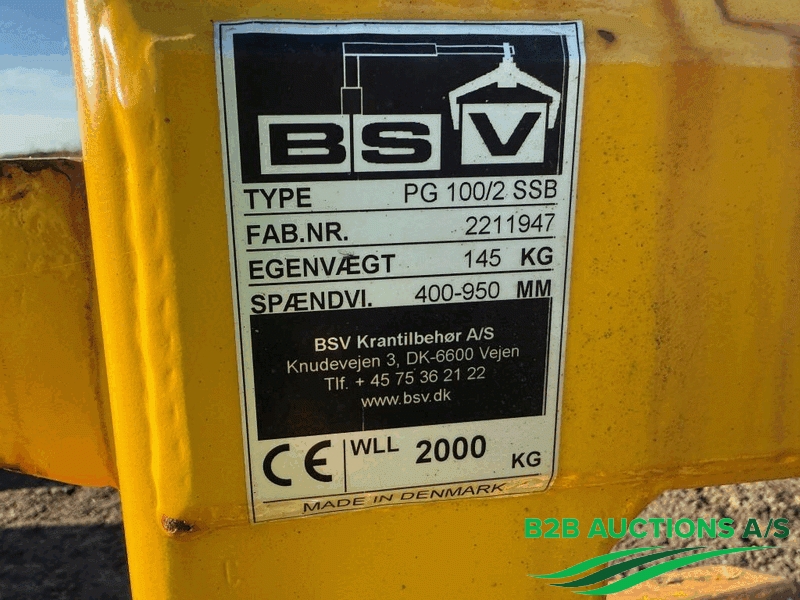 BSV
TYPE PG 100/2 SSB
FAB.NR. 2211947
EGENVÆGT 145 KG
SPÆNDVI. 400-950 MM
BSV Krantilbehør A/S
Knudevejen 3, DK-6600 Vejen
Tlf. + 45 75 36 21 22
www.bsv.dk
CE WLL 2000 KG
MADE IN DENMARK
B2B AUCTIONS A/S